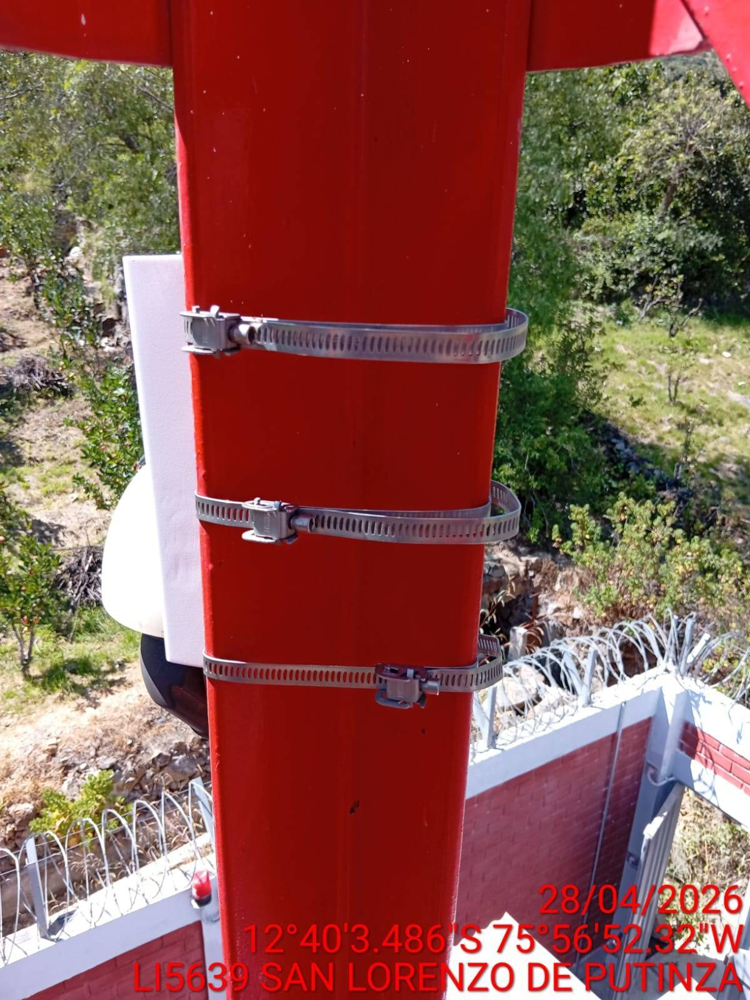 28/04/2026
12°40'3.486"S 75°56'52.32"W
LI5639 SAN LORENZO DE PUTINZA